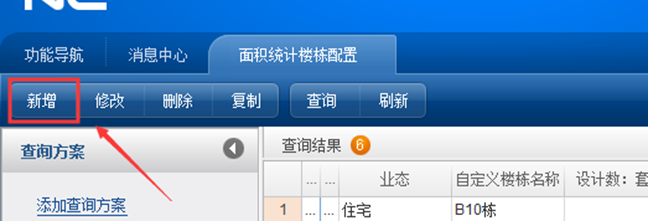 功能导航 消息中心 面积统计楼栋配置
新增 修改 删除 复制 查询 刷新
查询方案 查询结果 6
... ... 业态 自定义楼栋名称 设计数：套
添加查询方案
1 ... ... 住宅 B10栋